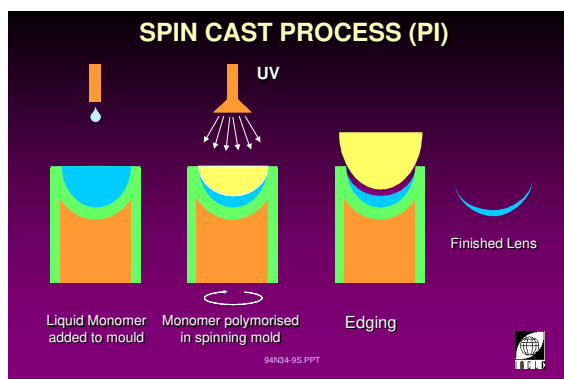 SPIN CAST PROCESS (PI)
UV
Finished Lens
Liquid Monomer
added to mould
Monomer polymorised
in spinning mold
Edging
94N34-9S.PPT
IACLE